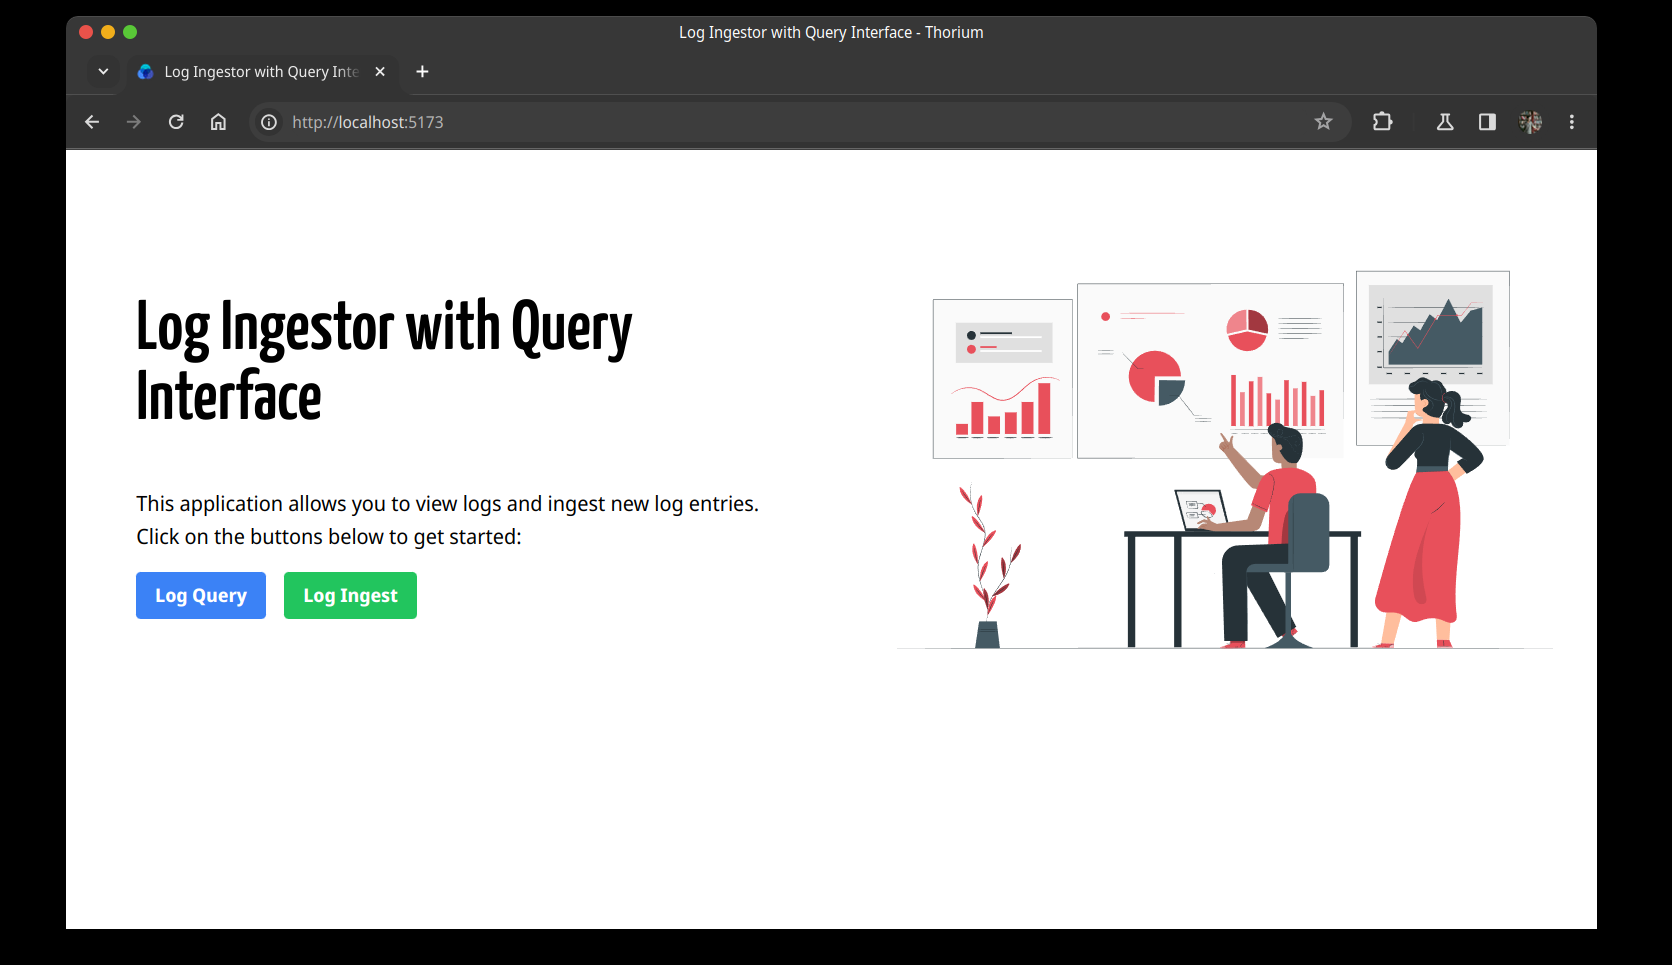 Log Ingestor with Query Interface - Thorium
Log Ingestor with Query Inte
http://localhost:5173
Log Ingestor with Query
Interface
This application allows you to view logs and ingest new log entries.
Click on the buttons below to get started:
Log Query
Log Ingest